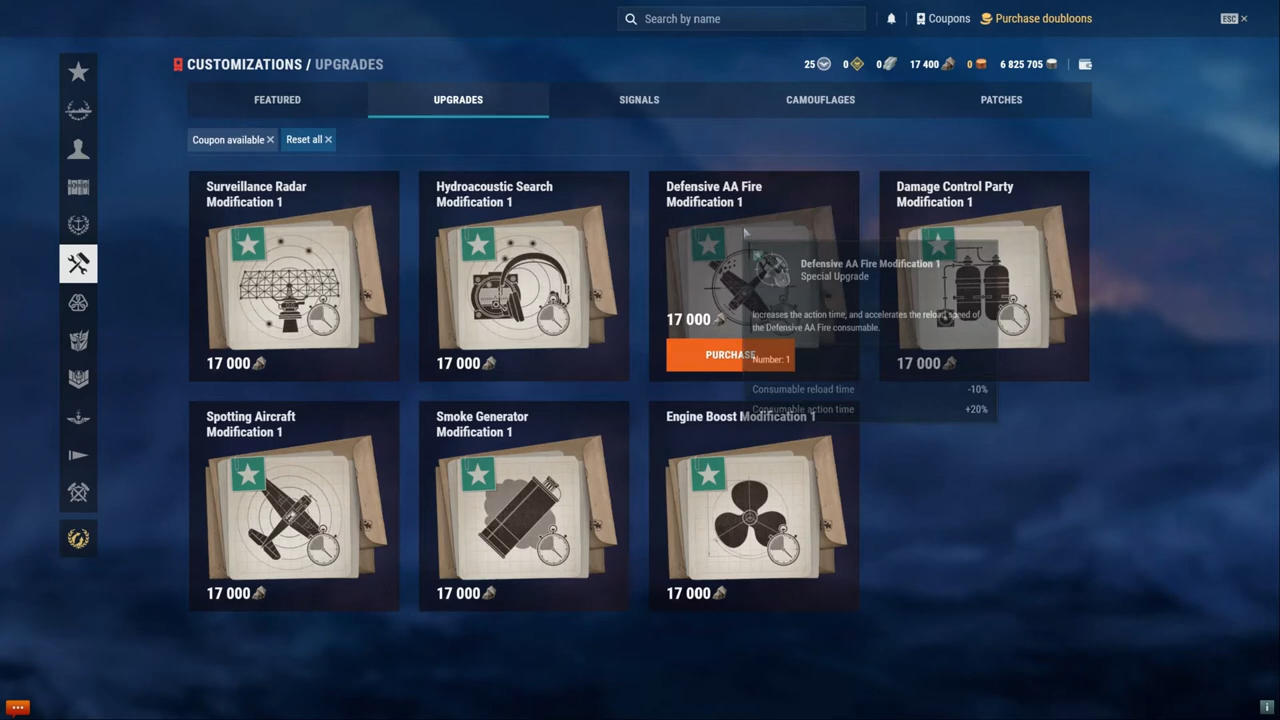 Search by name
Coupons
Purchase doubloons
ESC ×
CUSTOMIZATIONS / UPGRADES
25
0
0
17 400
0
6 825 705
FEATURED
UPGRADES
SIGNALS
CAMOUFLAGES
PATCHES
Coupon available ×
Reset all ×
Surveillance Radar
Modification 1
17 000
Hydroacoustic Search
Modification 1
17 000
Defensive AA Fire
Modification 1
17 000
PURCHASE
Defensive AA Fire Modification 1
Special Upgrade
Increases the action time, and accelerates the reload speed of
the Defensive AA Fire consumable.
Number: 1
Consumable reload time -10%
Consumable action time +20%
Damage Control Party
Modification 1
17 000
Spotting Aircraft
Modification 1
17 000
Smoke Generator
Modification 1
17 000
Engine Boost Modification 1
17 000